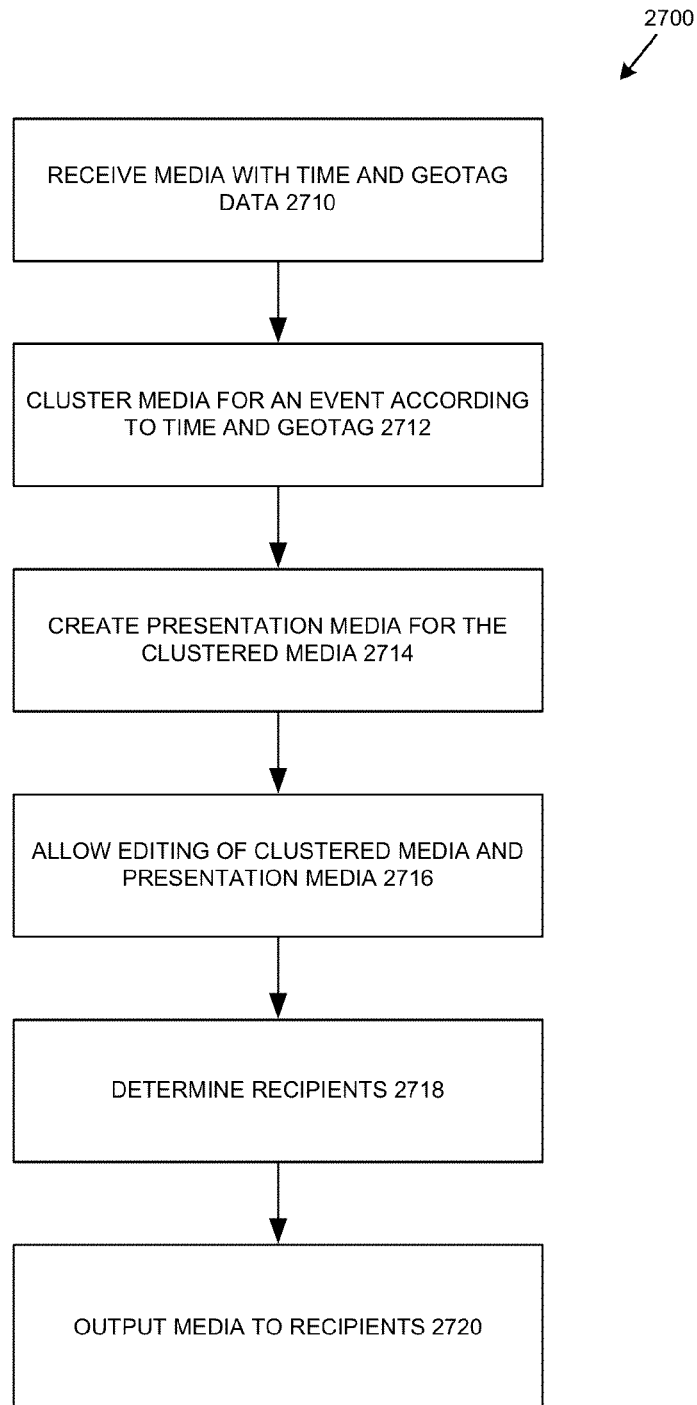 2700
RECEIVE MEDIA WITH TIME AND GEOTAG
DATA 2710
CLUSTER MEDIA FOR AN EVENT ACCORDING
TO TIME AND GEOTAG 2712
CREATE PRESENTATION MEDIA FOR THE
CLUSTERED MEDIA 2714
ALLOW EDITING OF CLUSTERED MEDIA AND
PRESENTATION MEDIA 2716
DETERMINE RECIPIENTS 2718
OUTPUT MEDIA TO RECIPIENTS 2720